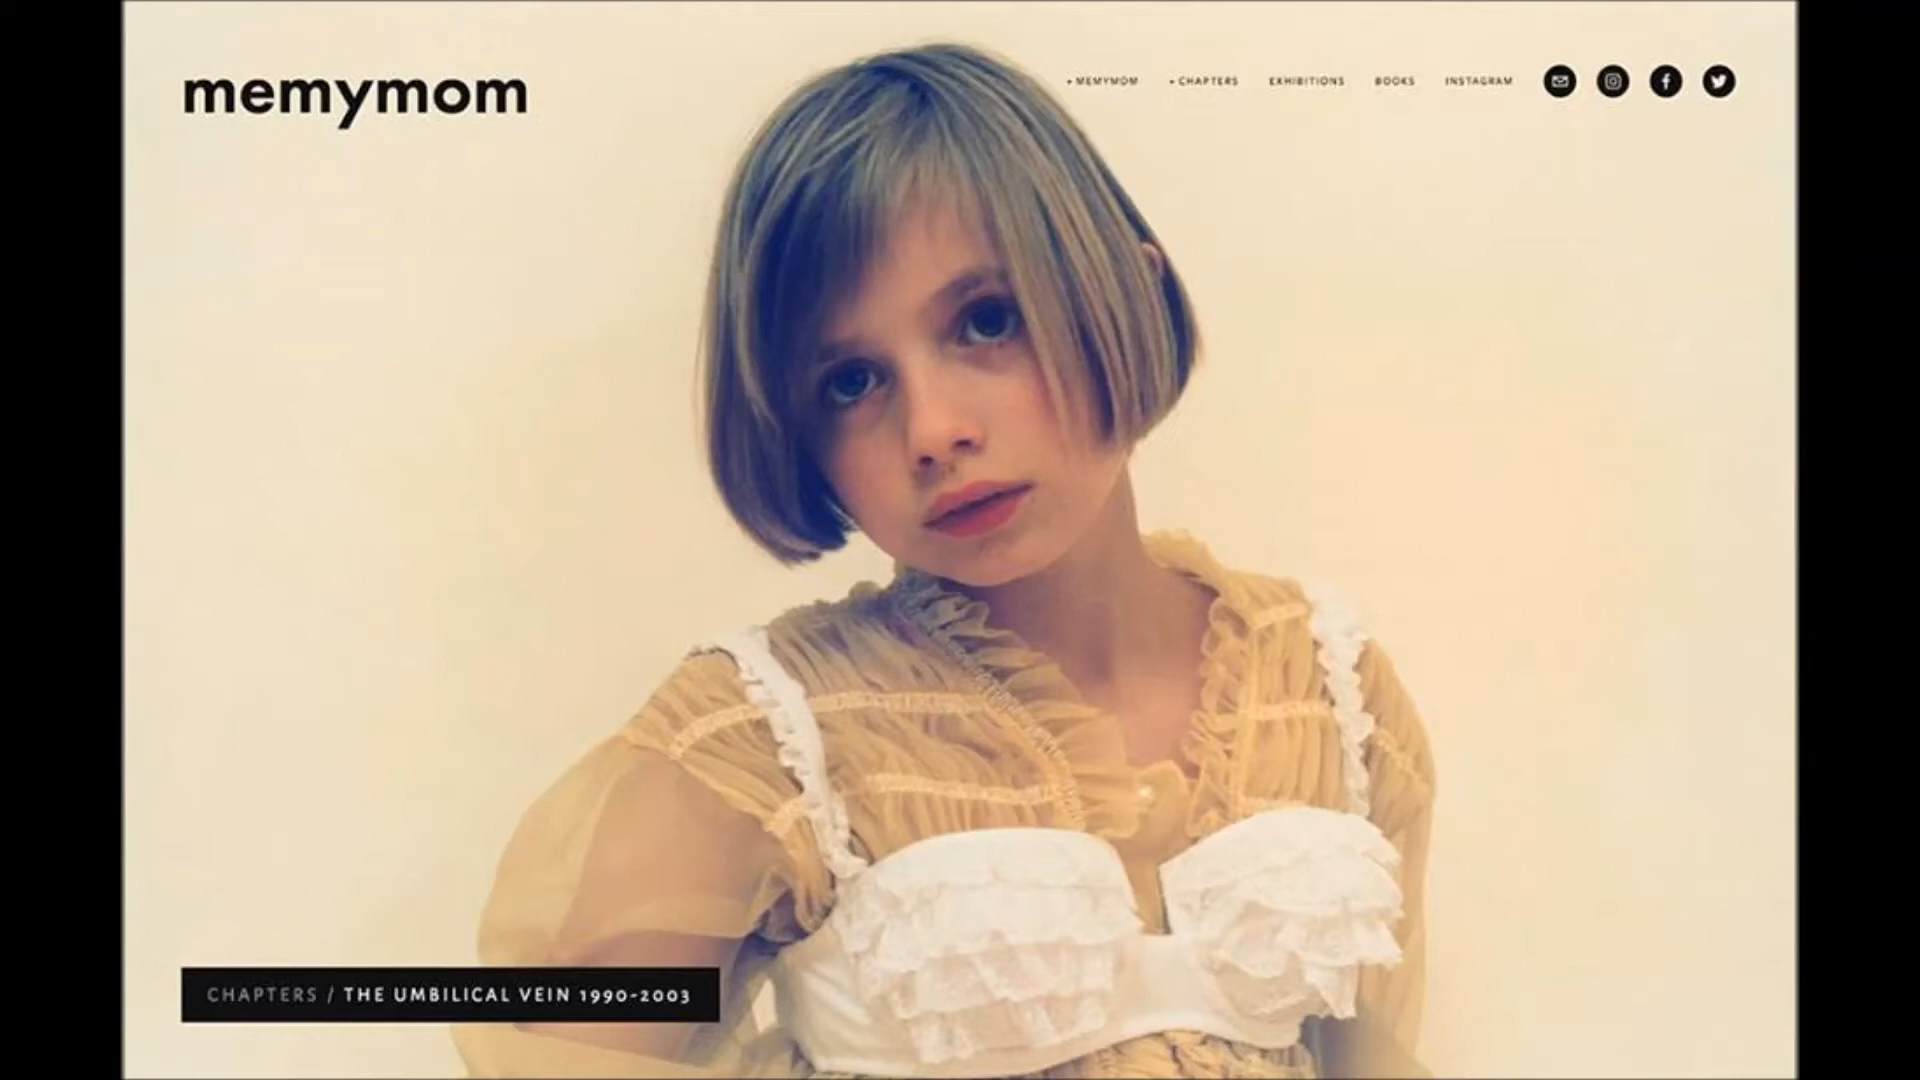 memymom
+ MEMYMOM + CHAPTERS EXHIBITIONS BOOKS INSTAGRAM
CHAPTERS / THE UMBILICAL VEIN 1990-2003